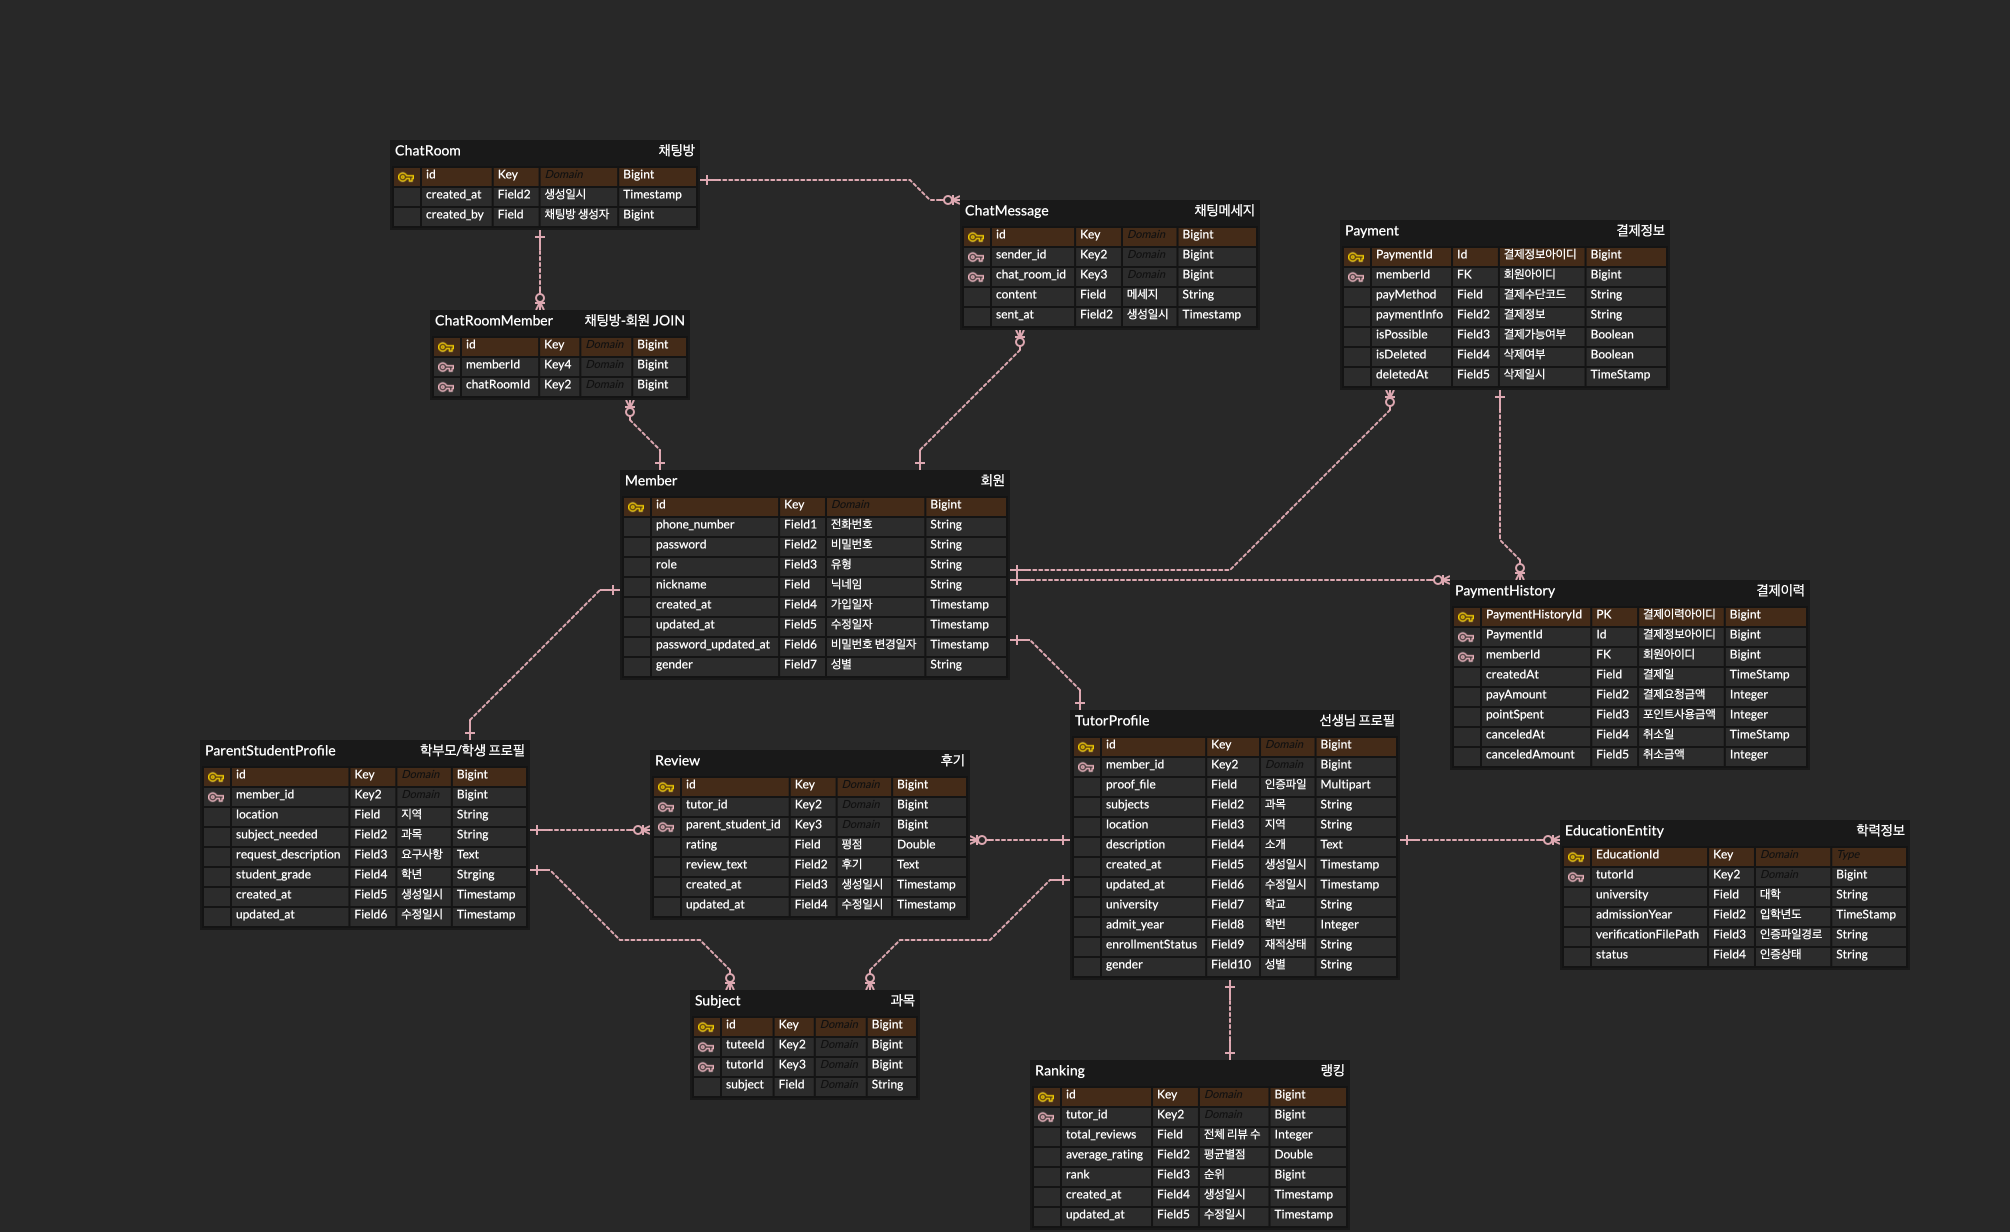 ChatRoom 채팅방
id Key Domain Bigint
created_at Field2 생성일시 Timestamp
created_by Field 채팅방 생성자 Bigint
ChatMessage 채팅메세지
id Key Domain Bigint
sender_id Key2 Domain Bigint
chat_room_id Key3 Domain Bigint
content Field 메세지 String
sent_at Field2 생성일시 Timestamp
Payment 결제정보
PaymentId Id 결제정보아이디 Bigint
memberId FK 회원아이디 Bigint
payMethod Field 결제수단코드 String
paymentInfo Field2 결제정보 String
isPossible Field3 결제가능여부 Boolean
isDeleted Field4 삭제여부 Boolean
deletedAt Field5 삭제일시 TimeStamp
ChatRoomMember 채팅방-회원 JOIN
id Key Domain Bigint
memberId Key4 Domain Bigint
chatRoomId Key2 Domain Bigint
Member 회원
id Key Domain Bigint
phone_number Field1 전화번호 String
password Field2 비밀번호 String
role Field3 유형 String
nickname Field 닉네임 String
created_at Field4 가입일자 Timestamp
updated_at Field5 수정일자 Timestamp
password_updated_at Field6 비밀번호 변경일자 Timestamp
gender Field7 성별 String
PaymentHistory 결제이력
PaymentHistoryId PK 결제이력아이디 Bigint
PaymentId Id 결제정보아이디 Bigint
memberId FK 회원아이디 Bigint
createdAt Field 결제일 TimeStamp
payAmount Field2 결제요청금액 Integer
pointSpent Field3 포인트사용금액 Integer
canceledAt Field4 취소일 TimeStamp
canceledAmount Field5 취소금액 Integer
ParentStudentProfile 학부모/학생 프로필
id Key Domain Bigint
member_id Key2 Domain Bigint
location Field 지역 String
subject_needed Field2 과목 String
request_description Field3 요구사항 Text
student_grade Field4 학년 Strging
created_at Field5 생성일시 Timestamp
updated_at Field6 수정일시 Timestamp
Review 후기
id Key Domain Bigint
tutor_id Key2 Domain Bigint
parent_student_id Key3 Domain Bigint
rating Field 평점 Double
review_text Field2 후기 Text
created_at Field3 생성일시 Timestamp
updated_at Field4 수정일시 Timestamp
TutorProfile 선생님 프로필
id Key Domain Bigint
member_id Key2 Domain Bigint
proof_file Field 인증파일 Multipart
subjects Field2 과목 String
location Field3 지역 String
description Field4 소개 Text
created_at Field5 생성일시 Timestamp
updated_at Field6 수정일시 Timestamp
university Field7 학교 String
admit_year Field8 학번 Integer
enrollmentStatus Field9 재적상태 String
gender Field10 성별 String
EducationEntity 학력정보
EducationId Key Domain Type
tutorId Key2 Domain Bigint
university Field 대학 String
admissionYear Field2 입학년도 TimeStamp
verificationFilePath Field3 인증파일경로 String
status Field4 인증상태 String
Subject 과목
id Key Domain Bigint
tuteeId Key2 Domain Bigint
tutorId Key3 Domain Bigint
subject Field Domain String
Ranking 랭킹
id Key Domain Bigint
tutor_id Key2 Domain Bigint
total_reviews Field 전체 리뷰 수 Integer
average_rating Field2 평균별점 Double
rank Field3 순위 Bigint
created_at Field4 생성일시 Timestamp
updated_at Field5 수정일시 Timestamp